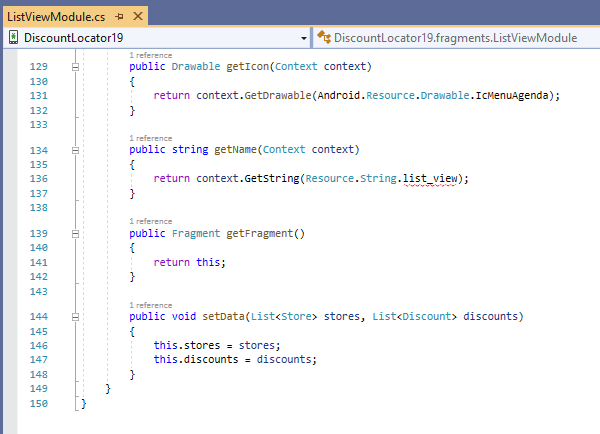 ListViewModule.cs
DiscountLocator19 DiscountLocator19.fragments.ListViewModule
1 reference
129 public Drawable getIcon(Context context)
130 {
131 return context.GetDrawable(Android.Resource.Drawable.IcMenuAgenda);
132 }
133
1 reference
134 public string getName(Context context)
135 {
136 return context.GetString(Resource.String.list_view);
137 }
138
1 reference
139 public Fragment getFragment()
140 {
141 return this;
142 }
143
1 reference
144 public void setData(List<Store> stores, List<Discount> discounts)
145 {
146 this.stores = stores;
147 this.discounts = discounts;
148 }
149 }
150 }